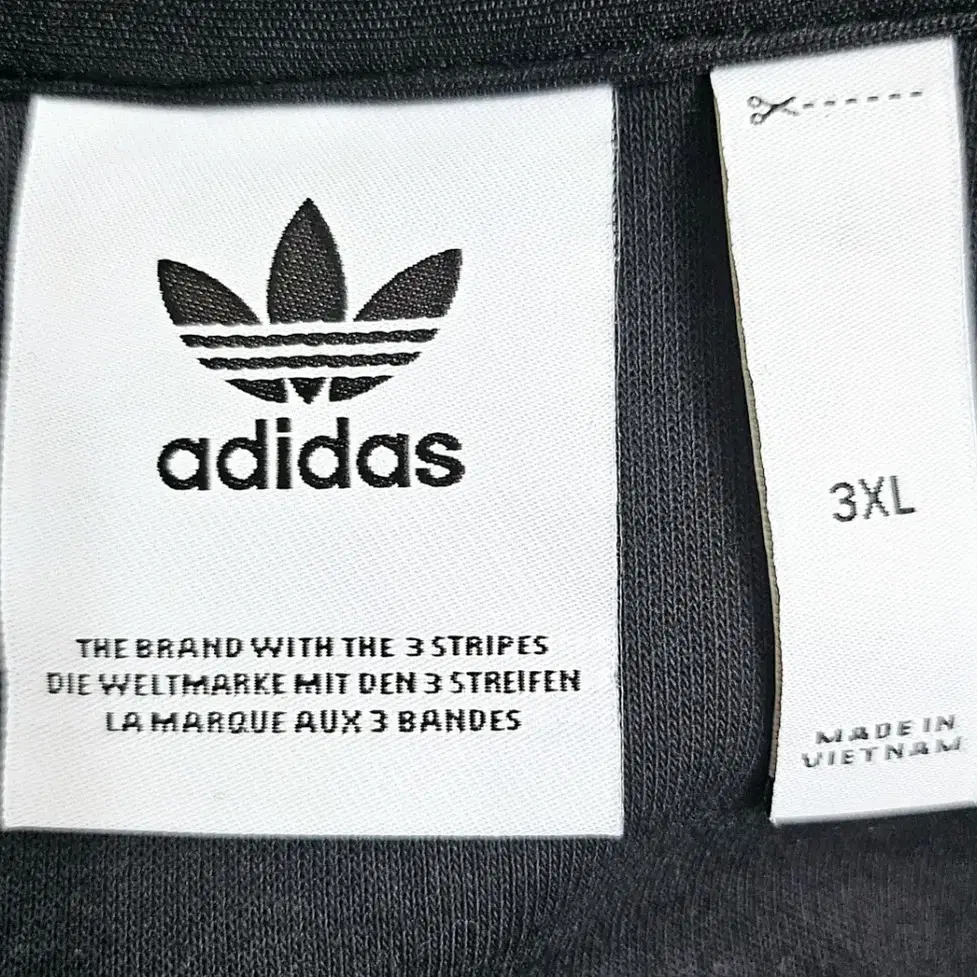 adidas
THE BRAND WITH THE 3 STRIPES
DIE WELTMARKE MIT DEN 3 STREIFEN
LA MARQUE AUX 3 BANDES
3XL
MADE IN
VIETNAM